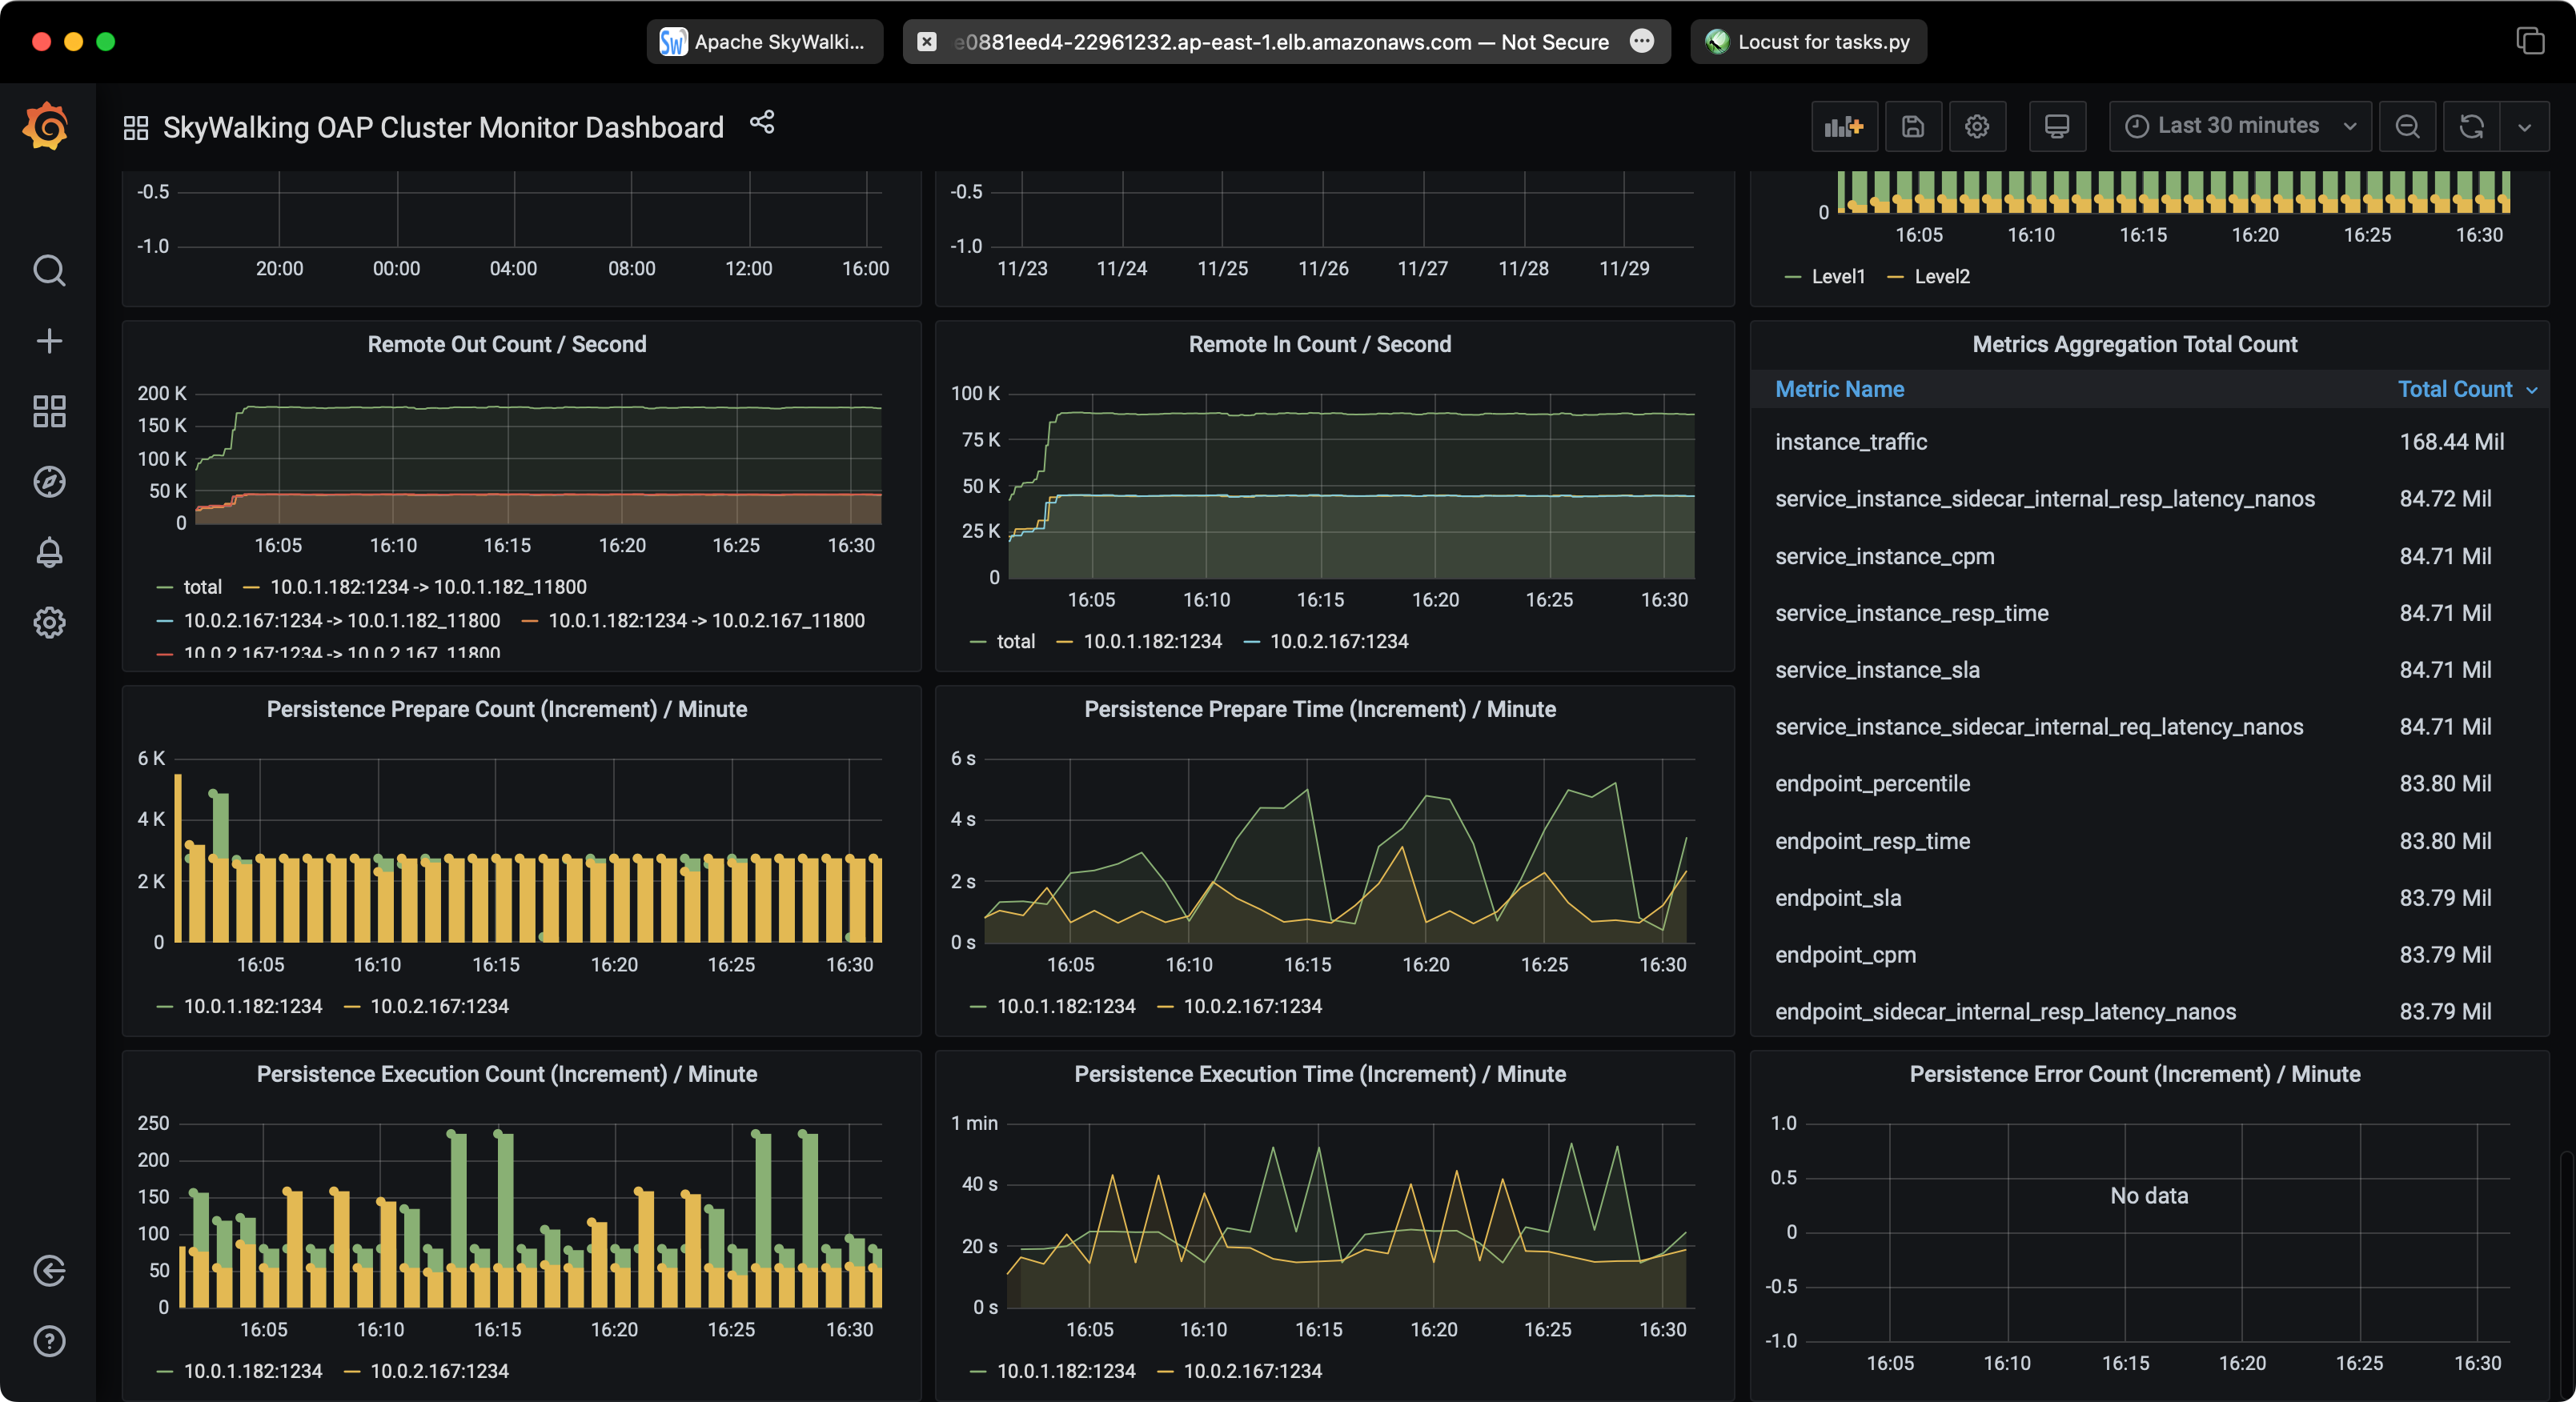 Apache SkyWalki...
e0881eed4-22961232.ap-east-1.elb.amazonaws.com — Not Secure
Locust for tasks.py
SkyWalking OAP Cluster Monitor Dashboard
Last 30 minutes
-0.5
-1.0
20:00 00:00 04:00 08:00 12:00 16:00
-0.5
-1.0
11/23 11/24 11/25 11/26 11/27 11/28 11/29
0
16:05 16:10 16:15 16:20 16:25 16:30
Level1 Level2
Remote Out Count / Second
200 K
150 K
100 K
50 K
0
16:05 16:10 16:15 16:20 16:25 16:30
total 10.0.1.182:1234 -> 10.0.1.182_11800
10.0.2.167:1234 -> 10.0.1.182_11800 10.0.1.182:1234 -> 10.0.2.167_11800
10.0.2.167:1234 -> 10.0.2.167_11800
Remote In Count / Second
100 K
75 K
50 K
25 K
0
16:05 16:10 16:15 16:20 16:25 16:30
total 10.0.1.182:1234 10.0.2.167:1234
Metrics Aggregation Total Count
Metric Name Total Count
instance_traffic 168.44 Mil
service_instance_sidecar_internal_resp_latency_nanos 84.72 Mil
service_instance_cpm 84.71 Mil
service_instance_resp_time 84.71 Mil
service_instance_sla 84.71 Mil
service_instance_sidecar_internal_req_latency_nanos 84.71 Mil
endpoint_percentile 83.80 Mil
endpoint_resp_time 83.80 Mil
endpoint_sla 83.79 Mil
endpoint_cpm 83.79 Mil
endpoint_sidecar_internal_resp_latency_nanos 83.79 Mil
Persistence Prepare Count (Increment) / Minute
6 K
4 K
2 K
0
16:05 16:10 16:15 16:20 16:25 16:30
10.0.1.182:1234 10.0.2.167:1234
Persistence Prepare Time (Increment) / Minute
6 s
4 s
2 s
0 s
16:05 16:10 16:15 16:20 16:25 16:30
10.0.1.182:1234 10.0.2.167:1234
Persistence Execution Count (Increment) / Minute
250
200
150
100
50
0
16:05 16:10 16:15 16:20 16:25 16:30
10.0.1.182:1234 10.0.2.167:1234
Persistence Execution Time (Increment) / Minute
1 min
40 s
20 s
0 s
16:05 16:10 16:15 16:20 16:25 16:30
10.0.1.182:1234 10.0.2.167:1234
Persistence Error Count (Increment) / Minute
1.0
0.5
No data
0
-0.5
-1.0
16:05 16:10 16:15 16:20 16:25 16:30